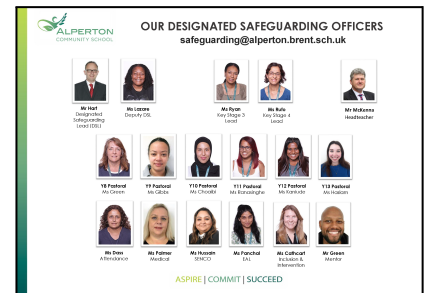 ALPERTON
COMMUNITY SCHOOL
OUR DESIGNATED SAFEGUARDING OFFICERS
safeguarding@alperton.brent.sch.uk
Mr Hart
Designated
Safeguarding
Lead (DSL)
Ms Lazare
Deputy DSL
Ms Ryan
Key Stage 3
Lead
Ms Rufo
Key Stage 4
Lead
Mr McKenna
Headteacher
Y8 Pastoral
Ms Green
Y9 Pastoral
Ms Gibbs
Y10 Pastoral
Ms Choaibi
Y11 Pastoral
Ms Ranasinghe
Y12 Pastoral
Ms Kanlude
Y13 Pastoral
Ms Haslam
Ms Dass
Attendance
Ms Palmer
Medical
Ms Hussain
SENCO
Ms Panchal
EAL
Ms Cathcart
Inclusion &
Intervention
Mr Green
Mentor
ASPIRE | COMMIT | SUCCEED